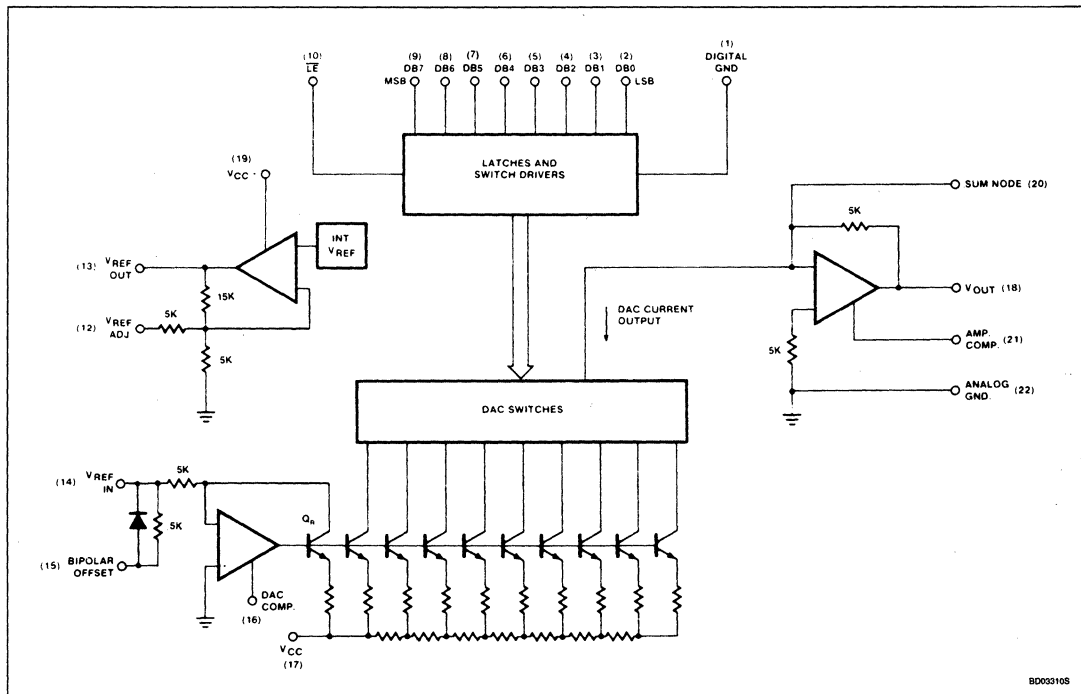 (10) (9) (8) (7) (6) (5) (4) (3) (2) (1)
LE DB7 DB6 DB5 DB4 DB3 DB2 DB1 DB0 DIGITAL GND
MSB LSB
LATCHES AND
SWITCH DRIVERS
(19)
VCC
INT
VREF
(13) VREF
OUT
15K
(12) VREF
ADJ
5K
5K
SUM NODE (20)
5K
VOUT (18)
DAC CURRENT
OUTPUT
AMP.
COMP. (21)
5K
ANALOG
GND. (22)
DAC SWITCHES
(14) VREF
IN
5K
5K
QR
(15) BIPOLAR
OFFSET
DAC
COMP.
(16)
VCC
(17)
BD03310S